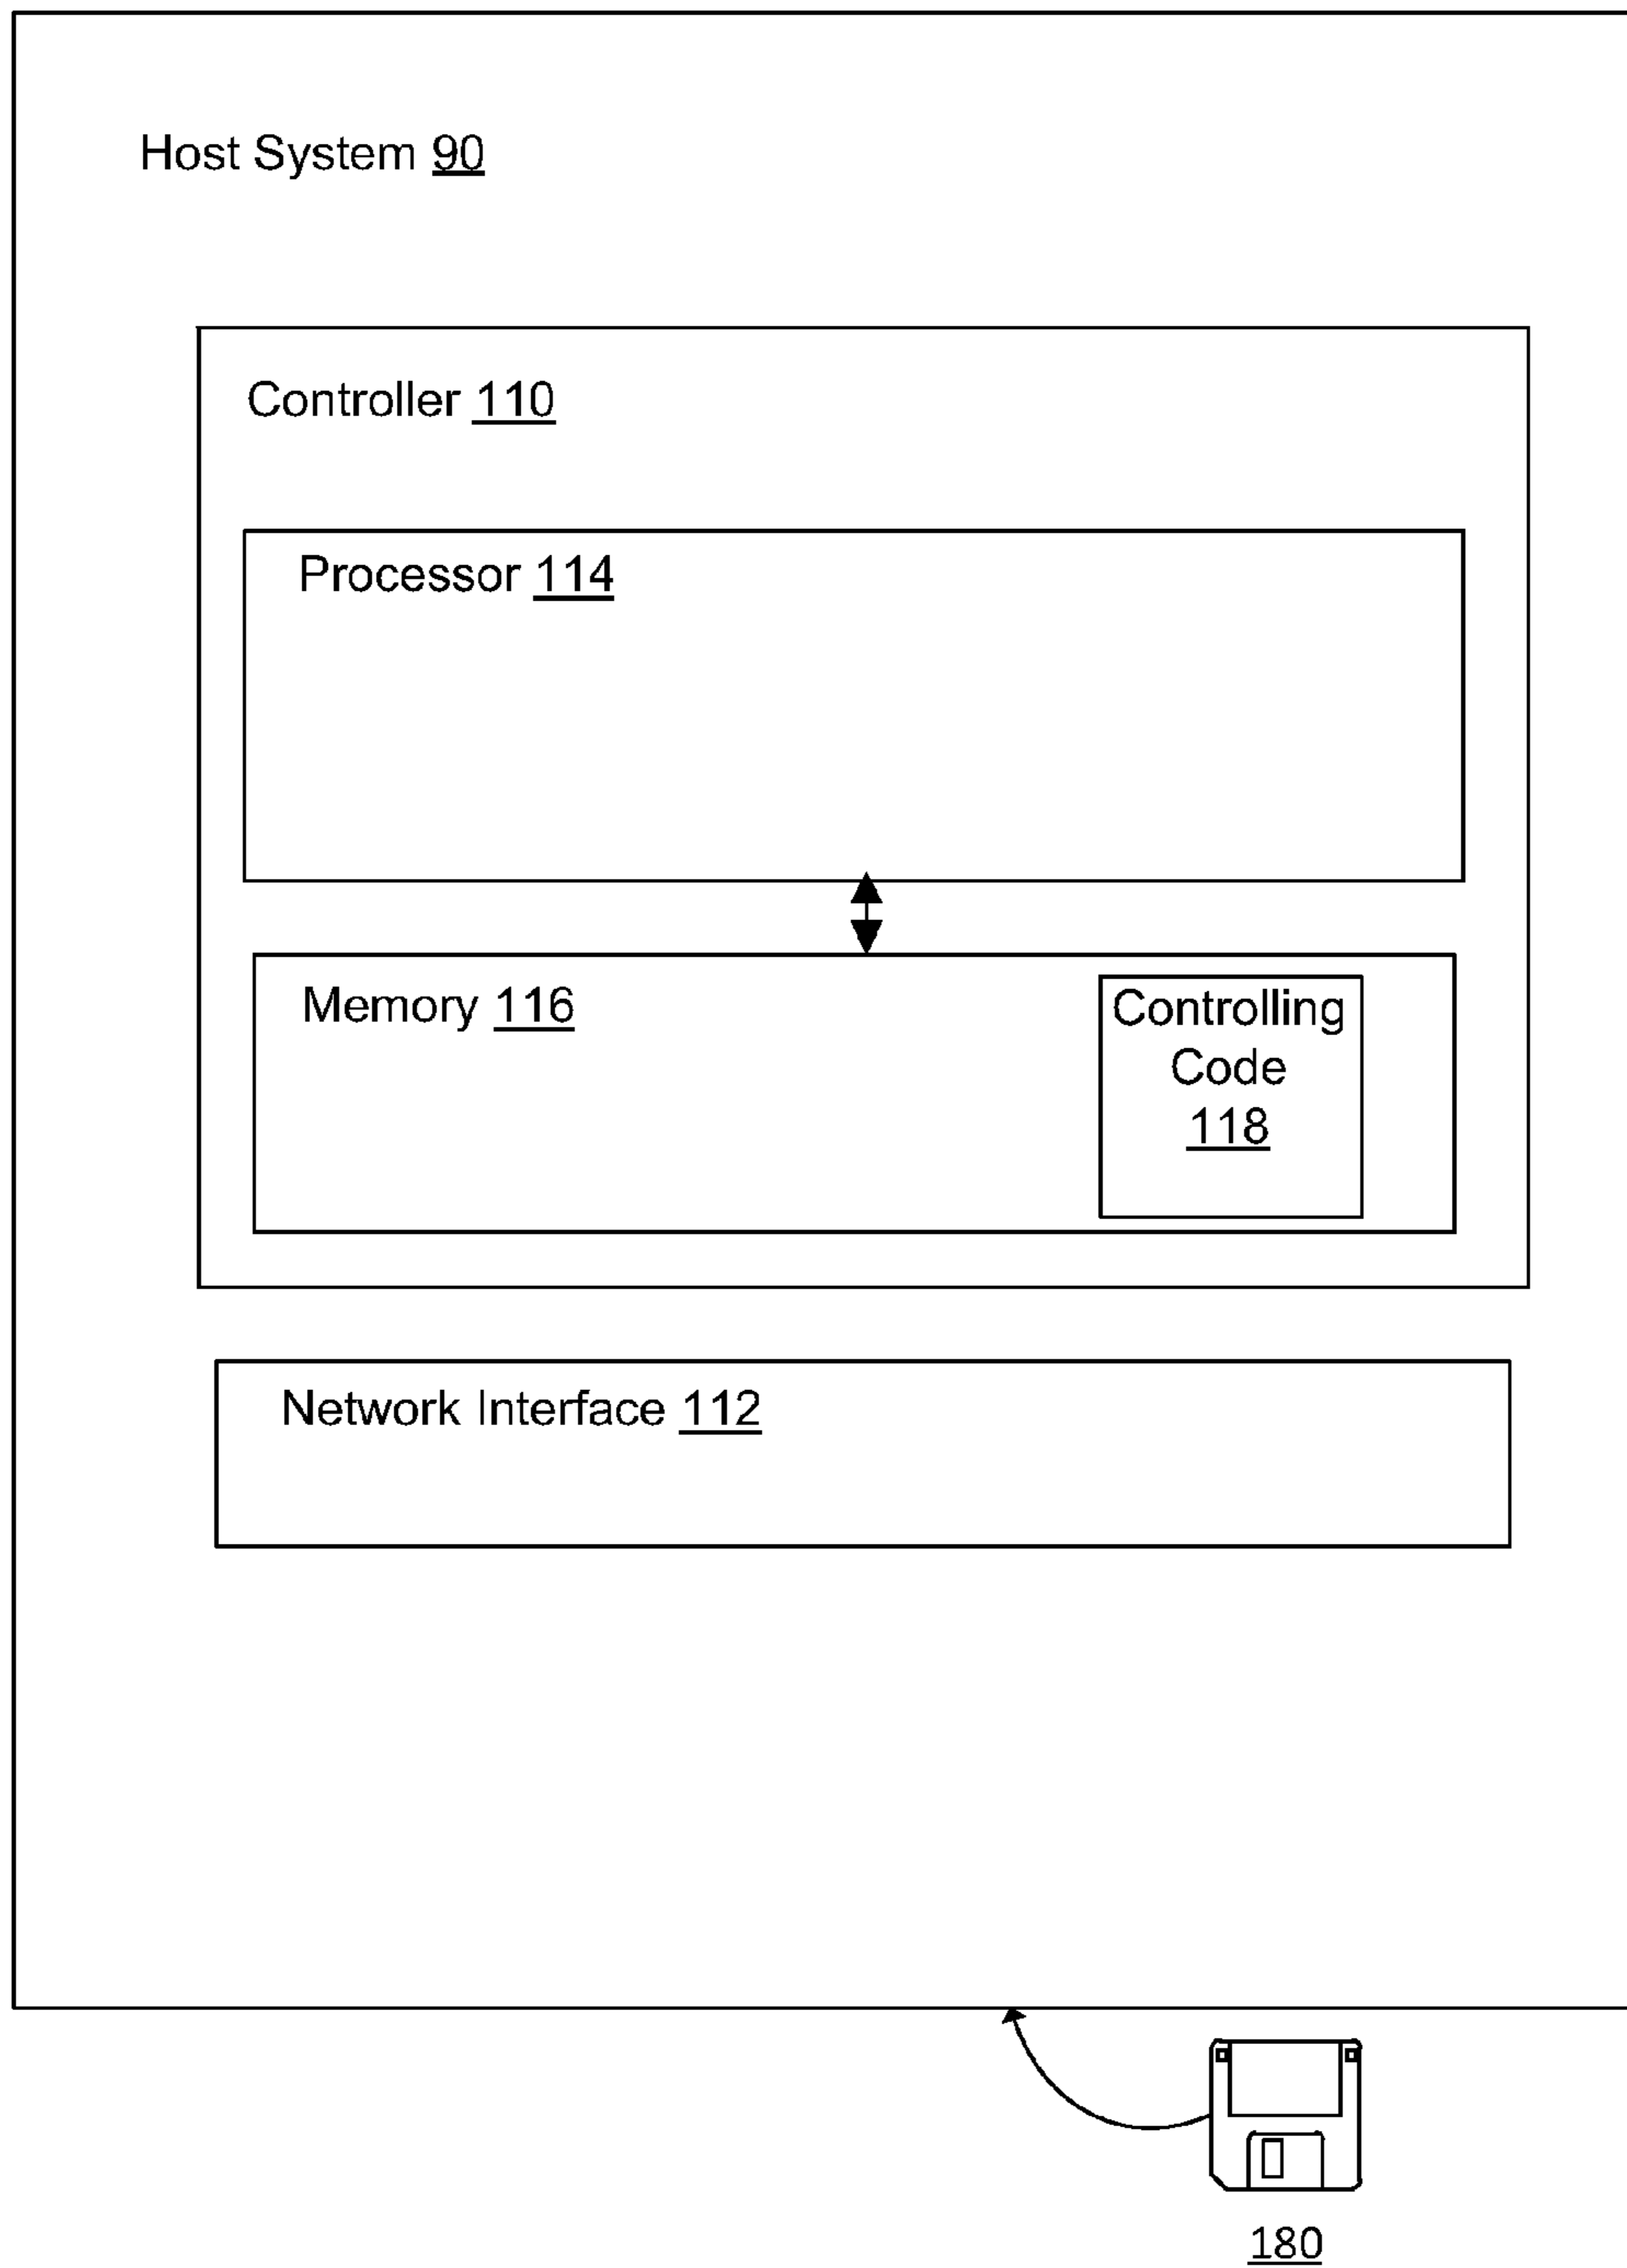 Host System 90
Controller 110
Processor 114
Memory 116
Controlling
Code
118
Network Interface 112
180